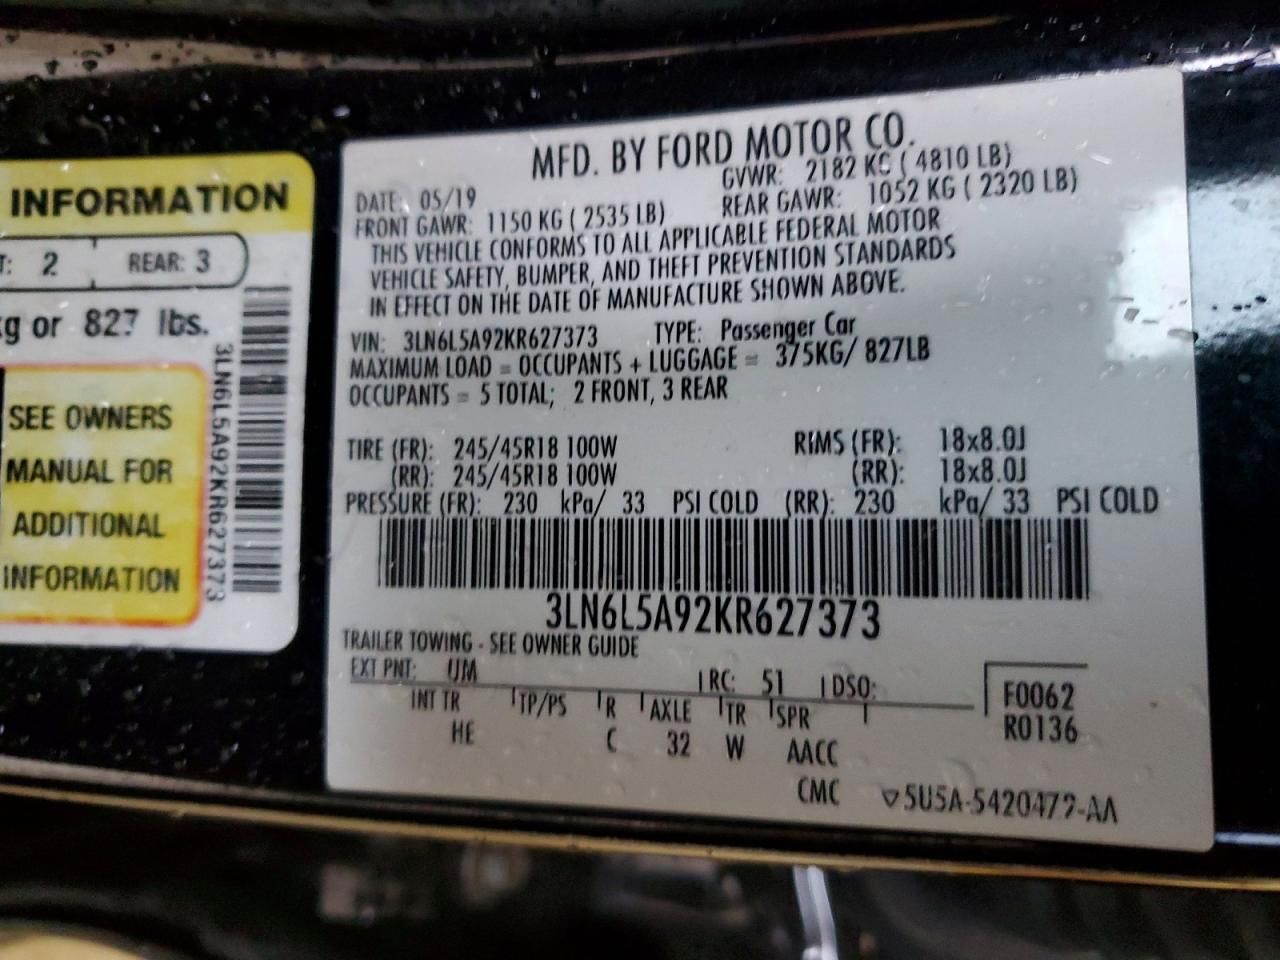 INFORMATION
T: 2 REAR: 3
kg or 827 lbs.
SEE OWNERS
MANUAL FOR
ADDITIONAL
INFORMATION
3LN6L5A92KR627373
MFD. BY FORD MOTOR CO.
DATE: 05/19 GVWR: 2182 KG ( 4810 LB)
FRONT GAWR: 1150 KG ( 2535 LB) REAR GAWR: 1052 KG ( 2320 LB)
THIS VEHICLE CONFORMS TO ALL APPLICABLE FEDERAL MOTOR
VEHICLE SAFETY, BUMPER, AND THEFT PREVENTION STANDARDS
IN EFFECT ON THE DATE OF MANUFACTURE SHOWN ABOVE.
VIN: 3LN6L5A92KR627373 TYPE: Passenger Car
MAXIMUM LOAD = OCCUPANTS + LUGGAGE = 375KG/ 827LB
OCCUPANTS = 5 TOTAL; 2 FRONT, 3 REAR
TIRE (FR): 245/45R18 100W RIMS (FR): 18x8.0J
(RR): 245/45R18 100W (RR): 18x8.0J
PRESSURE (FR): 230 kPa/ 33 PSI COLD (RR): 230 kPa/ 33 PSI COLD
3LN6L5A92KR627373
TRAILER TOWING - SEE OWNER GUIDE
EXT PNT: UM RC: 51 DSO:
INT TR TP/PS R AXLE TR SPR
HE C 32 W AACC
CMC
F0062
R0136
5U5A-5420472-AA